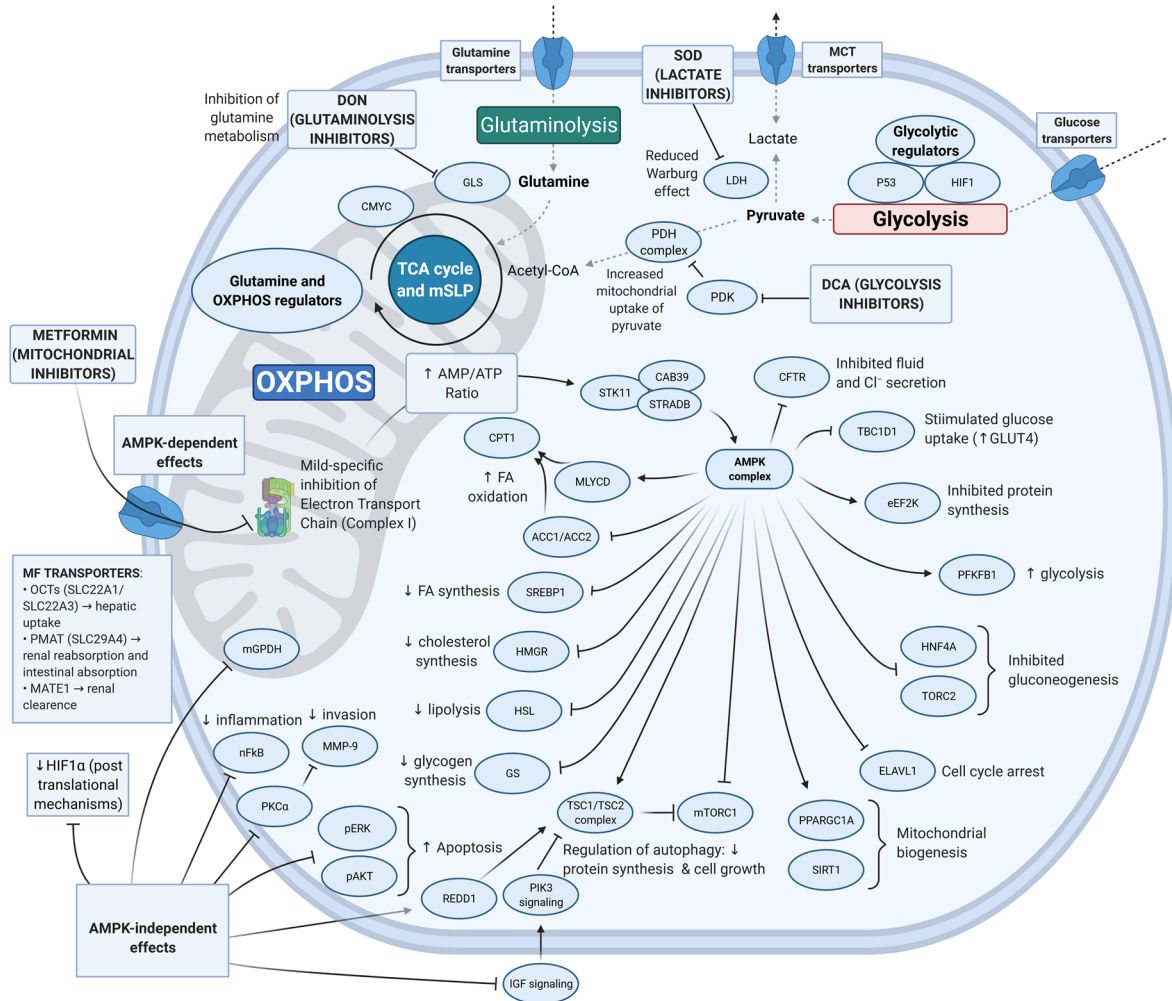 Glutamine
transporters
SOD
(LACTATE
INHIBITORS)
MCT
transporters
Inhibition of
glutamine
metabolism
DON
(GLUTAMINOLYSIS
INHIBITORS)
Glutaminolysis
Lactate
Glycolytic
regulators
P53
HIF1
Glucose
transporters
Reduced
Warburg
effect
LDH
GLS
Glutamine
CMYC
Pyruvate
Glycolysis
PDH
complex
Acetyl-CoA
TCA cycle
and mSLP
Glutamine and
OXPHOS regulators
Increased
mitochondrial
uptake of
pyruvate
PDK
DCA (GLYCOLYSIS
INHIBITORS)
METFORMIN
(MITOCHONDRIAL
INHIBITORS)
OXPHOS
↑ AMP/ATP
Ratio
STK11
CAB39
STRADB
CFTR
Inhibited fluid
and Cl⁻ secretion
TBC1D1
Stiimulated glucose
uptake (↑GLUT4)
AMPK-dependent
effects
CPT1
↑ FA
oxidation
MLYCD
AMPK
complex
eEF2K
Inhibited protein
synthesis
Mild-specific
inhibition of
Electron Transport
Chain (Complex I)
ACC1/ACC2
PFKFB1
↑ glycolysis
MF TRANSPORTERS:
• OCTs (SLC22A1/
SLC22A3) → hepatic
uptake
• PMAT (SLC29A4) →
renal reabsorption and
intestinal absorption
• MATE1 → renal
clearence
↓ FA synthesis
SREBP1
mGPDH
↓ cholesterol
synthesis
HMGR
HNF4A
TORC2
Inhibited
gluconeogenesis
↓ lipolysis
HSL
↓ inflammation
nFkB
↓ invasion
MMP-9
↓ glycogen
synthesis
GS
ELAVL1
Cell cycle arrest
↓HIF1α (post
translational
mechanisms)
PKCα
pERK
pAKT
↑ Apoptosis
TSC1/TSC2
complex
mTORC1
PPARGC1A
SIRT1
Mitochondrial
biogenesis
Regulation of autophagy: ↓
protein synthesis & cell growth
REDD1
PIK3
signaling
AMPK-independent
effects
IGF signaling